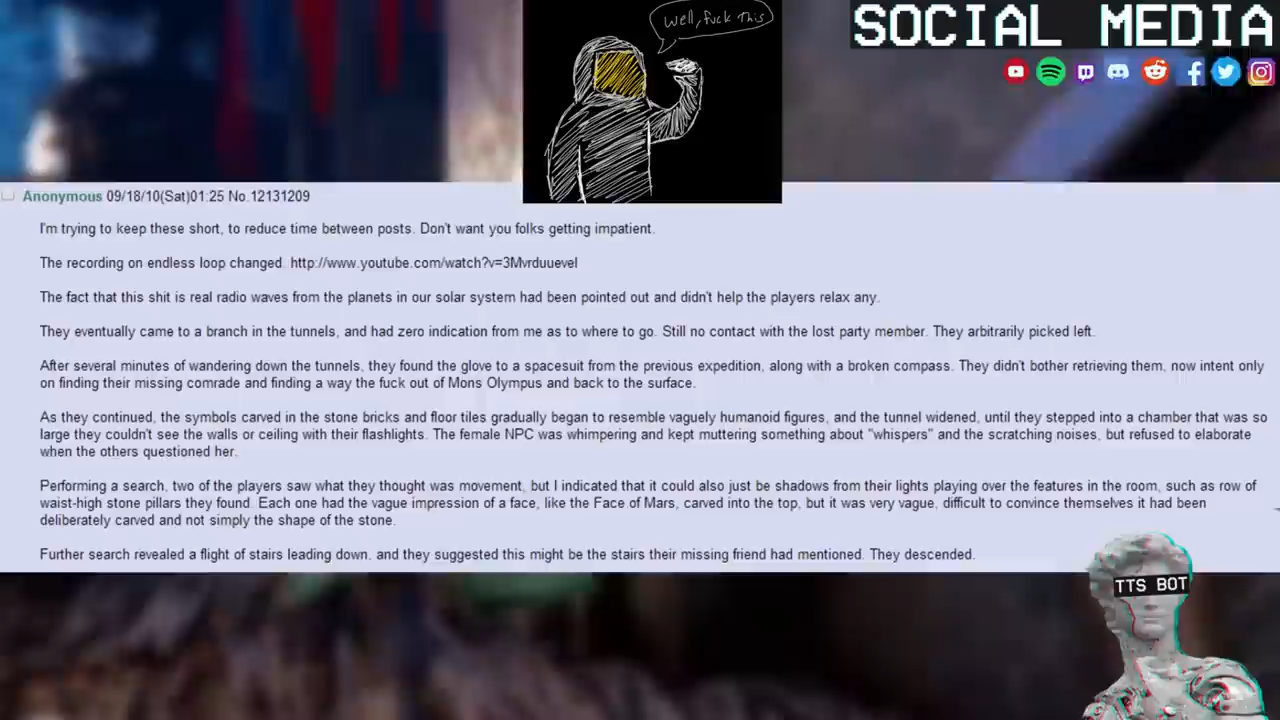 Well, fuck This
SOCIAL MEDIA
Anonymous 09/18/10(Sat)01:25 No.12131209
I'm trying to keep these short, to reduce time between posts. Don't want you folks getting impatient.
The recording on endless loop changed. http://www.youtube.com/watch?v=3MvrduueveI
The fact that this shit is real radio waves from the planets in our solar system had been pointed out and didn't help the players relax any.
They eventually came to a branch in the tunnels, and had zero indication from me as to where to go. Still no contact with the lost party member. They arbitrarily picked left.
After several minutes of wandering down the tunnels, they found the glove to a spacesuit from the previous expedition, along with a broken compass. They didn't bother retrieving them, now intent only
on finding their missing comrade and finding a way the fuck out of Mons Olympus and back to the surface.
As they continued, the symbols carved in the stone bricks and floor tiles gradually began to resemble vaguely humanoid figures, and the tunnel widened, until they stepped into a chamber that was so
large they couldn't see the walls or ceiling with their flashlights. The female NPC was whimpering and kept muttering something about "whispers" and the scratching noises, but refused to elaborate
when the others questioned her.
Performing a search, two of the players saw what they thought was movement, but I indicated that it could also just be shadows from their lights playing over the features in the room, such as row of
waist-high stone pillars they found. Each one had the vague impression of a face, like the Face of Mars, carved into the top, but it was very vague, difficult to convince themselves it had been
deliberately carved and not simply the shape of the stone.
Further search revealed a flight of stairs leading down, and they suggested this might be the stairs their missing friend had mentioned. They descended.
TTS BOT